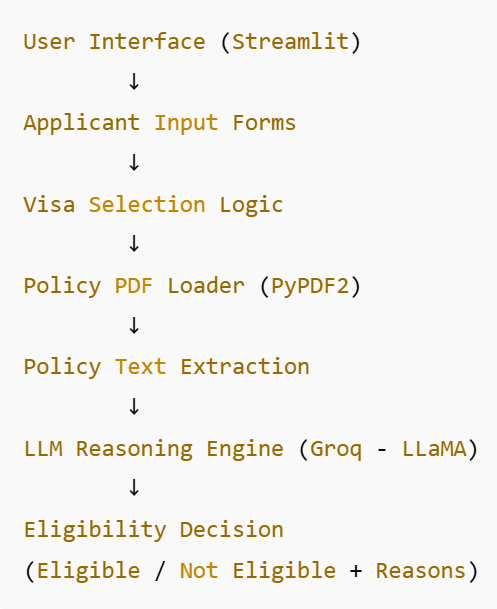 User Interface (Streamlit)
↓
Applicant Input Forms
↓
Visa Selection Logic
↓
Policy PDF Loader (PyPDF2)
↓
Policy Text Extraction
↓
LLM Reasoning Engine (Groq - LLaMA)
↓
Eligibility Decision
(Eligible / Not Eligible + Reasons)